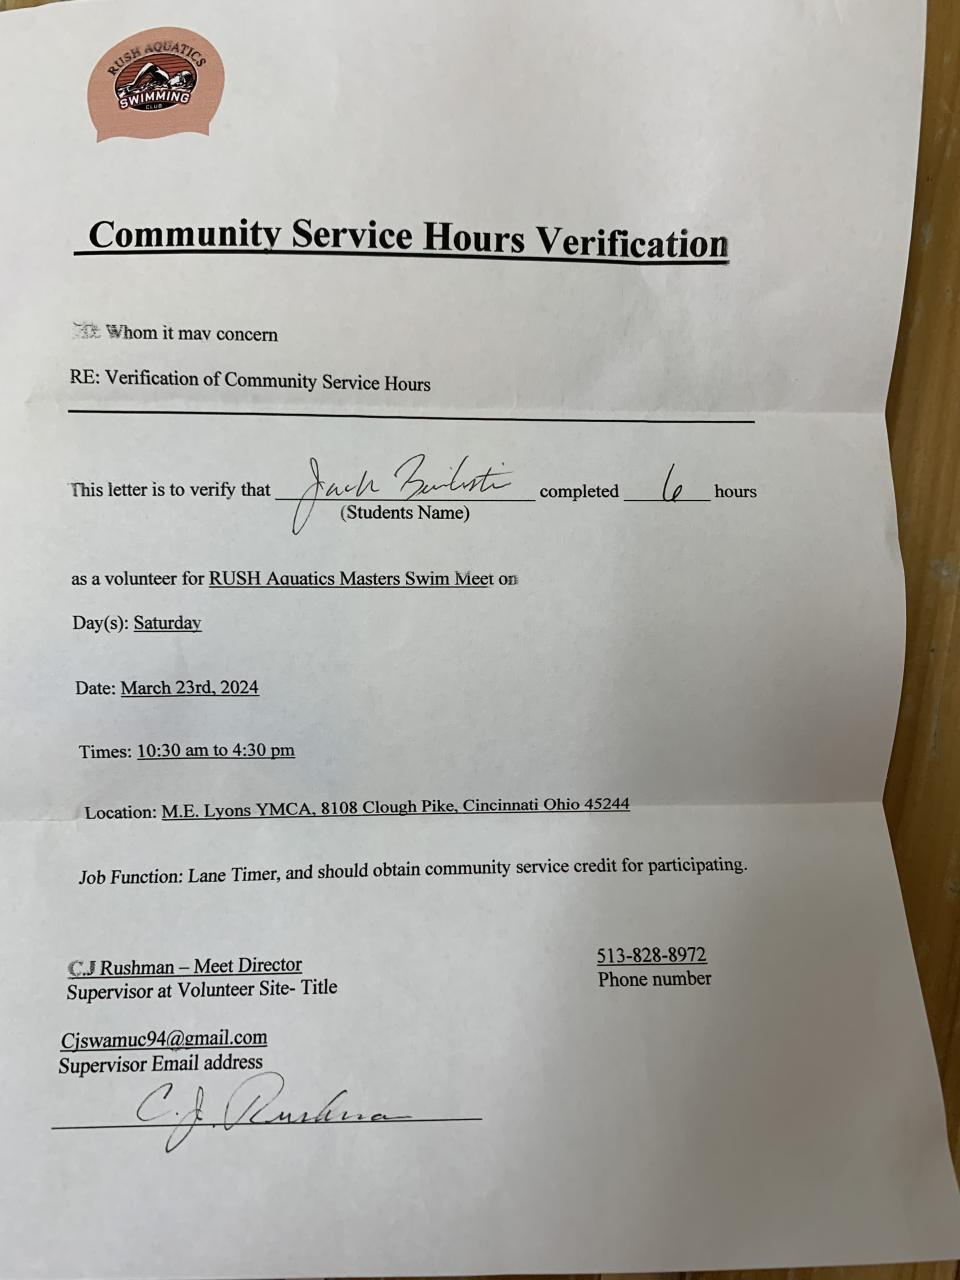 RUSH AQUATICS
SWIMMING
CLUB
Community Service Hours Verification
Whom it may concern
RE: Verification of Community Service Hours
This letter is to verify that Jack completed 6 hours
(Students Name)
as a volunteer for RUSH Aquatics Masters Swim Meet on
Day(s): Saturday
Date: March 23rd, 2024
Times: 10:30 am to 4:30 pm
Location: M.E. Lyons YMCA, 8108 Clough Pike, Cincinnati Ohio 45244
Job Function: Lane Timer, and should obtain community service credit for participating.
C.J Rushman – Meet Director 513-828-8972
Supervisor at Volunteer Site- Title Phone number
Cjswamuc94@gmail.com
Supervisor Email address
C.J. Rushman